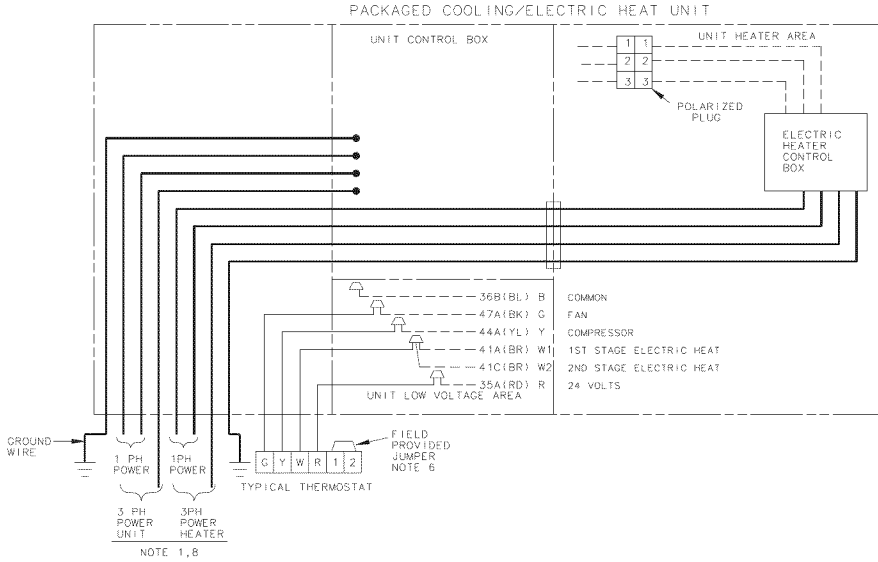 PACKAGED COOLING/ELECTRIC HEAT UNIT
UNIT CONTROL BOX
UNIT HEATER AREA
1 1
2 2
3 3
POLARIZED
PLUG
ELECTRIC
HEATER
CONTROL
BOX
36B(BL) B COMMON
47A(BK) G FAN
44A(YL) Y COMPRESSOR
41A(BR) W1 1ST STAGE ELECTRIC HEAT
41C(BR) W2 2ND STAGE ELECTRIC HEAT
35A(RD) R 24 VOLTS
UNIT LOW VOLTAGE AREA
GROUND
WIRE
1 PH
POWER
1PH
POWER
3 PH
POWER
UNIT
3PH
POWER
HEATER
NOTE 1,8
G Y W R 1 2
TYPICAL THERMOSTAT
FIELD
PROVIDED
JUMPER
NOTE 6